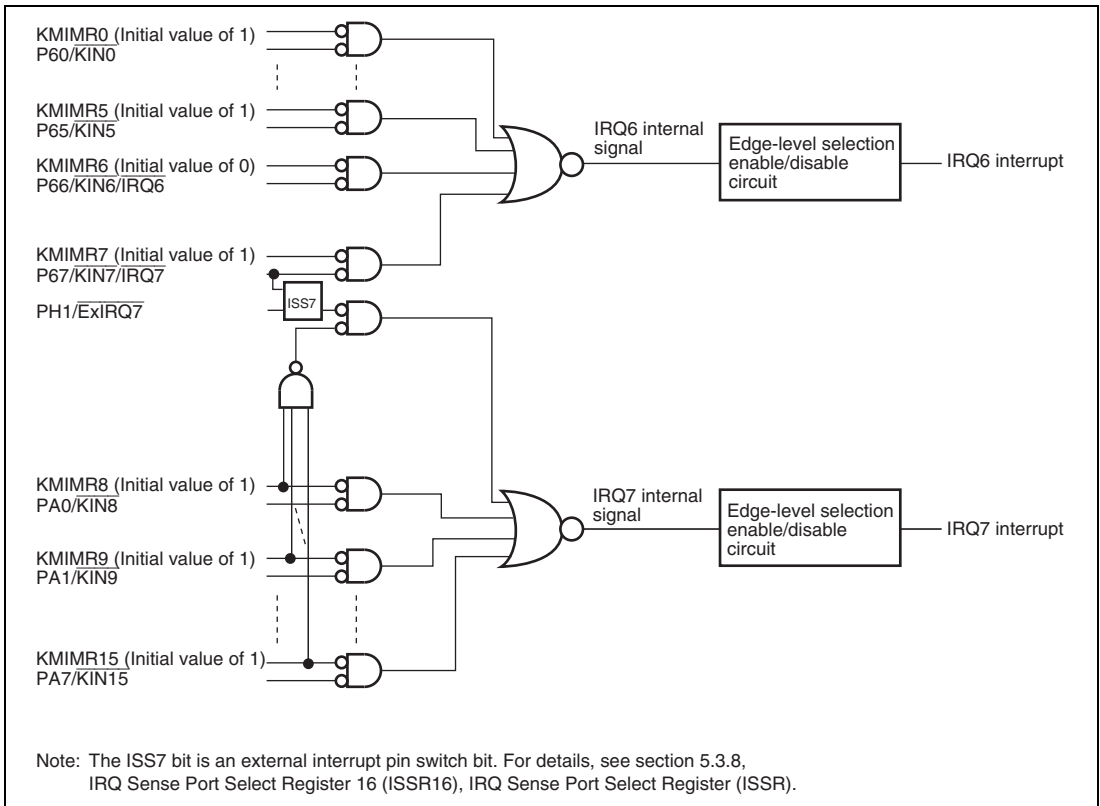 KMIMR0 (Initial value of 1)
P60/KIN0
KMIMR5 (Initial value of 1)
P65/KIN5
KMIMR6 (Initial value of 0)
P66/KIN6/IRQ6
KMIMR7 (Initial value of 1)
P67/KIN7/IRQ7
PH1/ExIRQ7
ISS7
IRQ6 internal
signal
Edge-level selection
enable/disable
circuit
IRQ6 interrupt
KMIMR8 (Initial value of 1)
PA0/KIN8
KMIMR9 (Initial value of 1)
PA1/KIN9
KMIMR15 (Initial value of 1)
PA7/KIN15
IRQ7 internal
signal
Edge-level selection
enable/disable
circuit
IRQ7 interrupt
Note: The ISS7 bit is an external interrupt pin switch bit. For details, see section 5.3.8,
IRQ Sense Port Select Register 16 (ISSR16), IRQ Sense Port Select Register (ISSR).